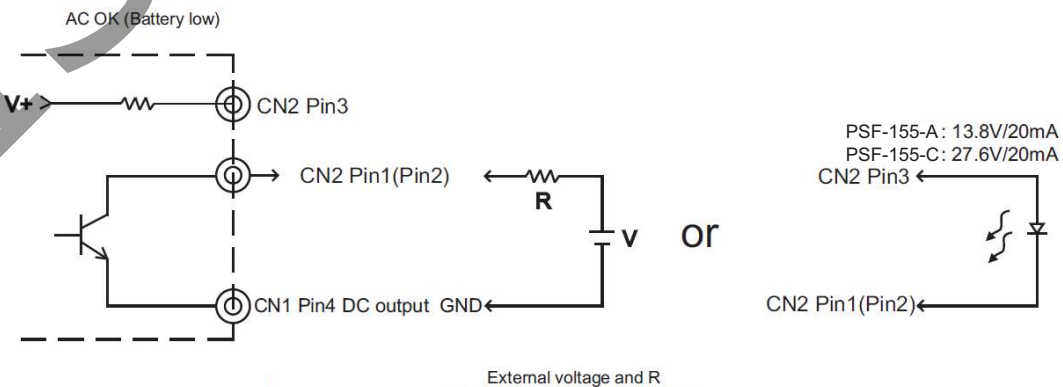 AC OK (Battery low)
V+
CN2 Pin3
PSF-155-A: 13.8V/20mA
PSF-155-C: 27.6V/20mA
CN2 Pin1(Pin2)
R
V
or
CN2 Pin3
CN1 Pin4 DC output GND
CN2 Pin1(Pin2)
External voltage and R